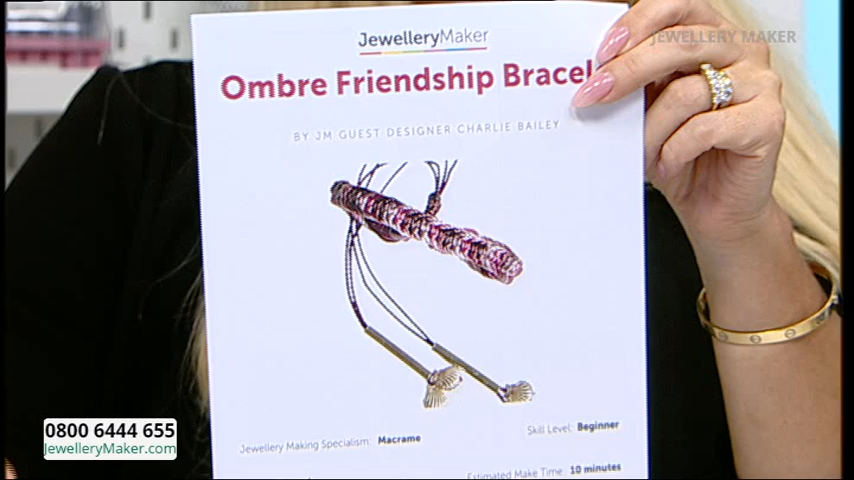 JewelleryMaker
JEWELLERY MAKER
Ombre Friendship Bracel
BY JM GUEST DESIGNER CHARLIE BAILEY
Jewellery Making Specialism: Macrame
Skill Level: Beginner
Estimated Make Time: 10 minutes
0800 6444 655
JewelleryMaker.com